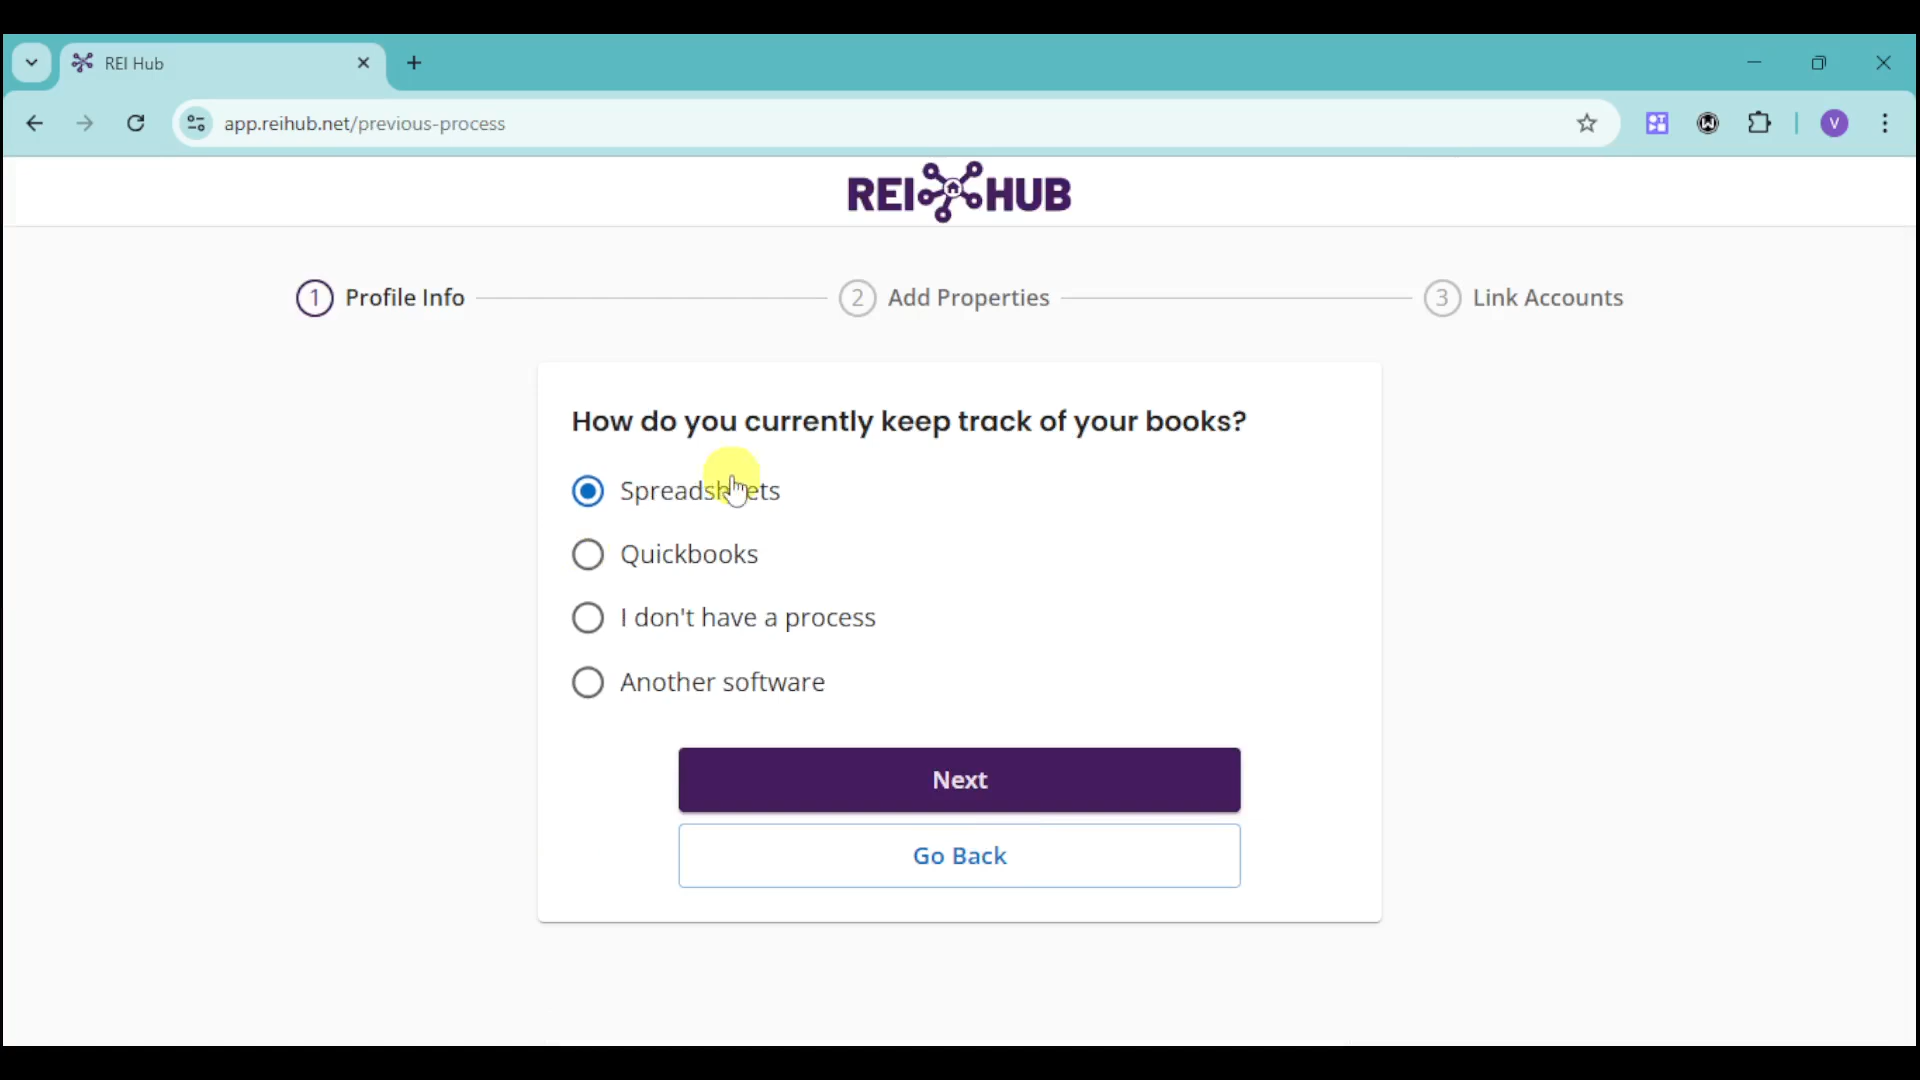 REI Hub
app.reihub.net/previous-process
V
REI HUB
1 Profile Info
2 Add Properties
3 Link Accounts
How do you currently keep track of your books?
Spreadsheets
Quickbooks
I don't have a process
Another software
Next
Go Back